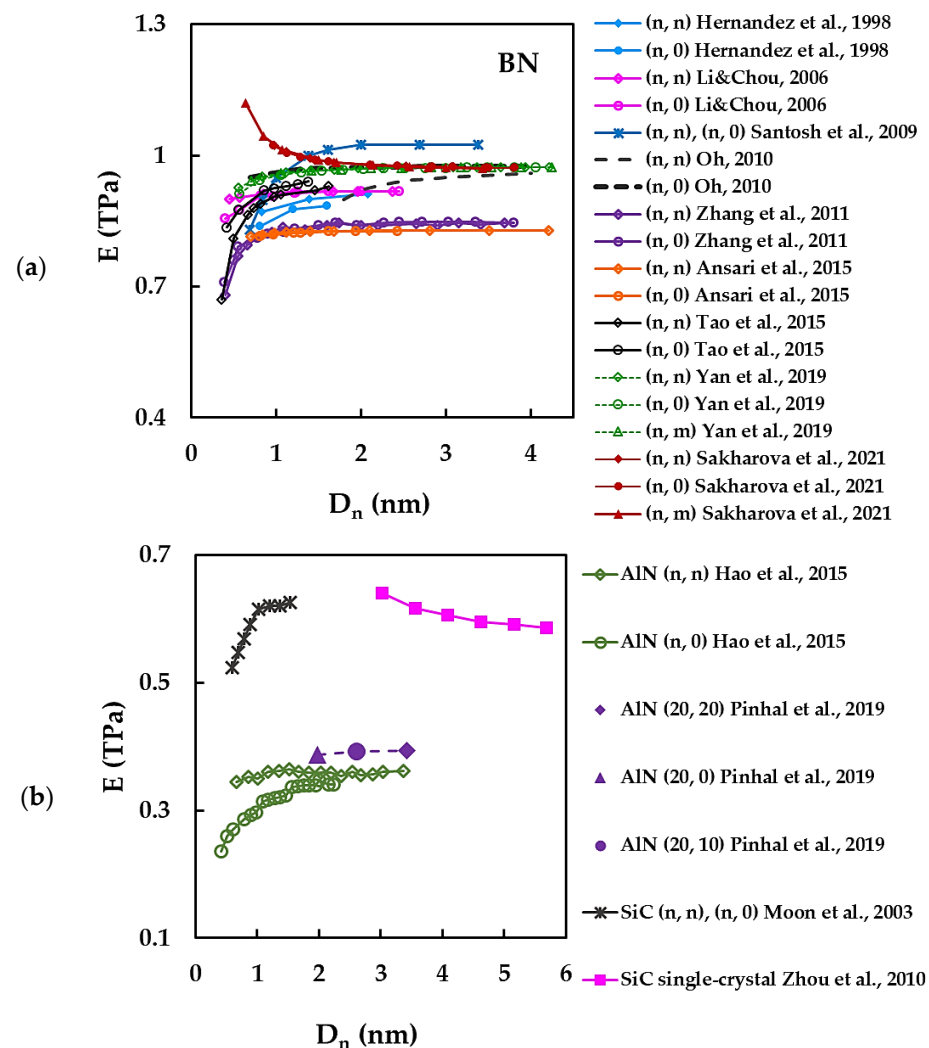 1.3
1
0.7
0.4
E (TPa)
BN
0
1
2
3
4
D_n (nm)
(a)
(n, n) Hernandez et al., 1998
(n, 0) Hernandez et al., 1998
(n, n) Li&Chou, 2006
(n, 0) Li&Chou, 2006
(n, n), (n, 0) Santosh et al., 2009
(n, n) Oh, 2010
(n, 0) Oh, 2010
(n, n) Zhang et al., 2011
(n, 0) Zhang et al., 2011
(n, n) Ansari et al., 2015
(n, 0) Ansari et al., 2015
(n, n) Tao et al., 2015
(n, 0) Tao et al., 2015
(n, n) Yan et al., 2019
(n, 0) Yan et al., 2019
(n, m) Yan et al., 2019
(n, n) Sakharova et al., 2021
(n, 0) Sakharova et al., 2021
(n, m) Sakharova et al., 2021
0.7
0.5
0.3
0.1
E (TPa)
0
1
2
3
4
5
6
D_n (nm)
(b)
AlN (n, n) Hao et al., 2015
AlN (n, 0) Hao et al., 2015
AlN (20, 20) Pinhal et al., 2019
AlN (20, 0) Pinhal et al., 2019
AlN (20, 10) Pinhal et al., 2019
SiC (n, n), (n, 0) Moon et al., 2003
SiC single-crystal Zhou et al., 2010